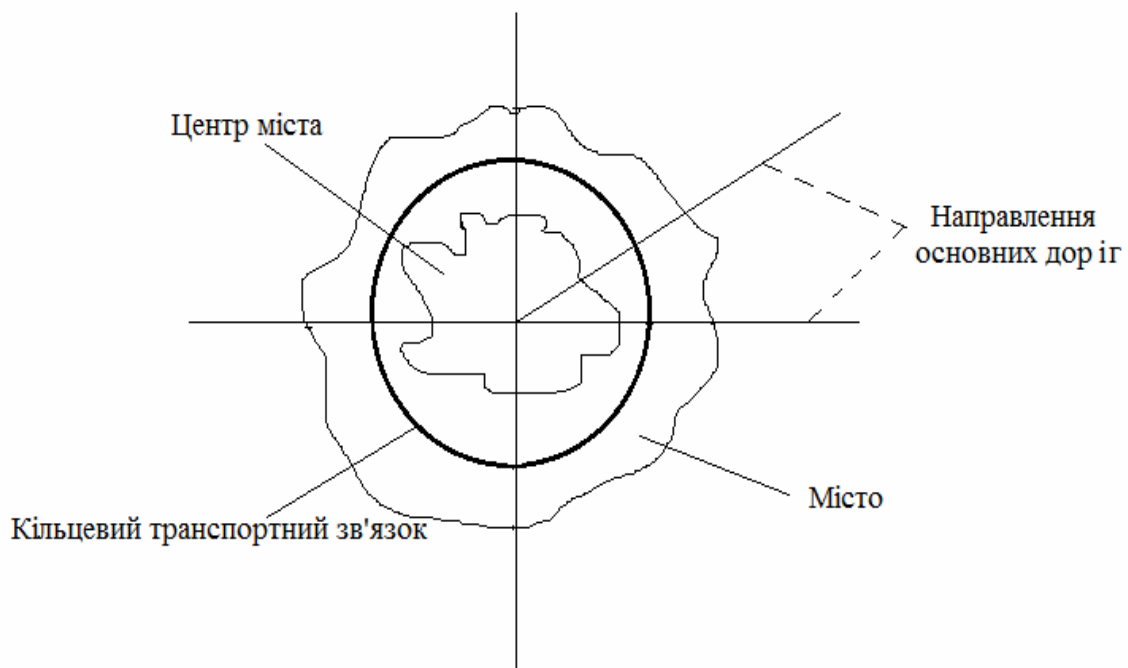 Центр міста
Направлення
основних дор іг
Місто
Кільцевий транспортний зв'язок